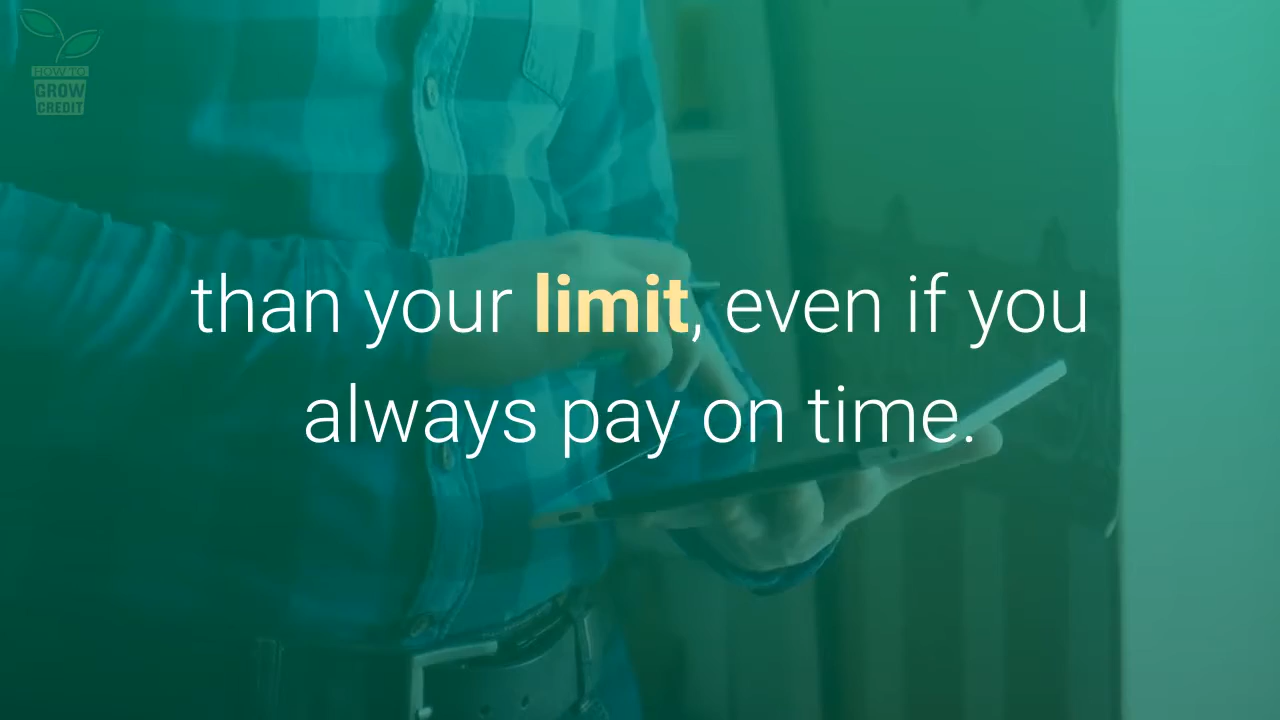 HOW TO
GROW
CREDIT
than your limit, even if you
always pay on time.